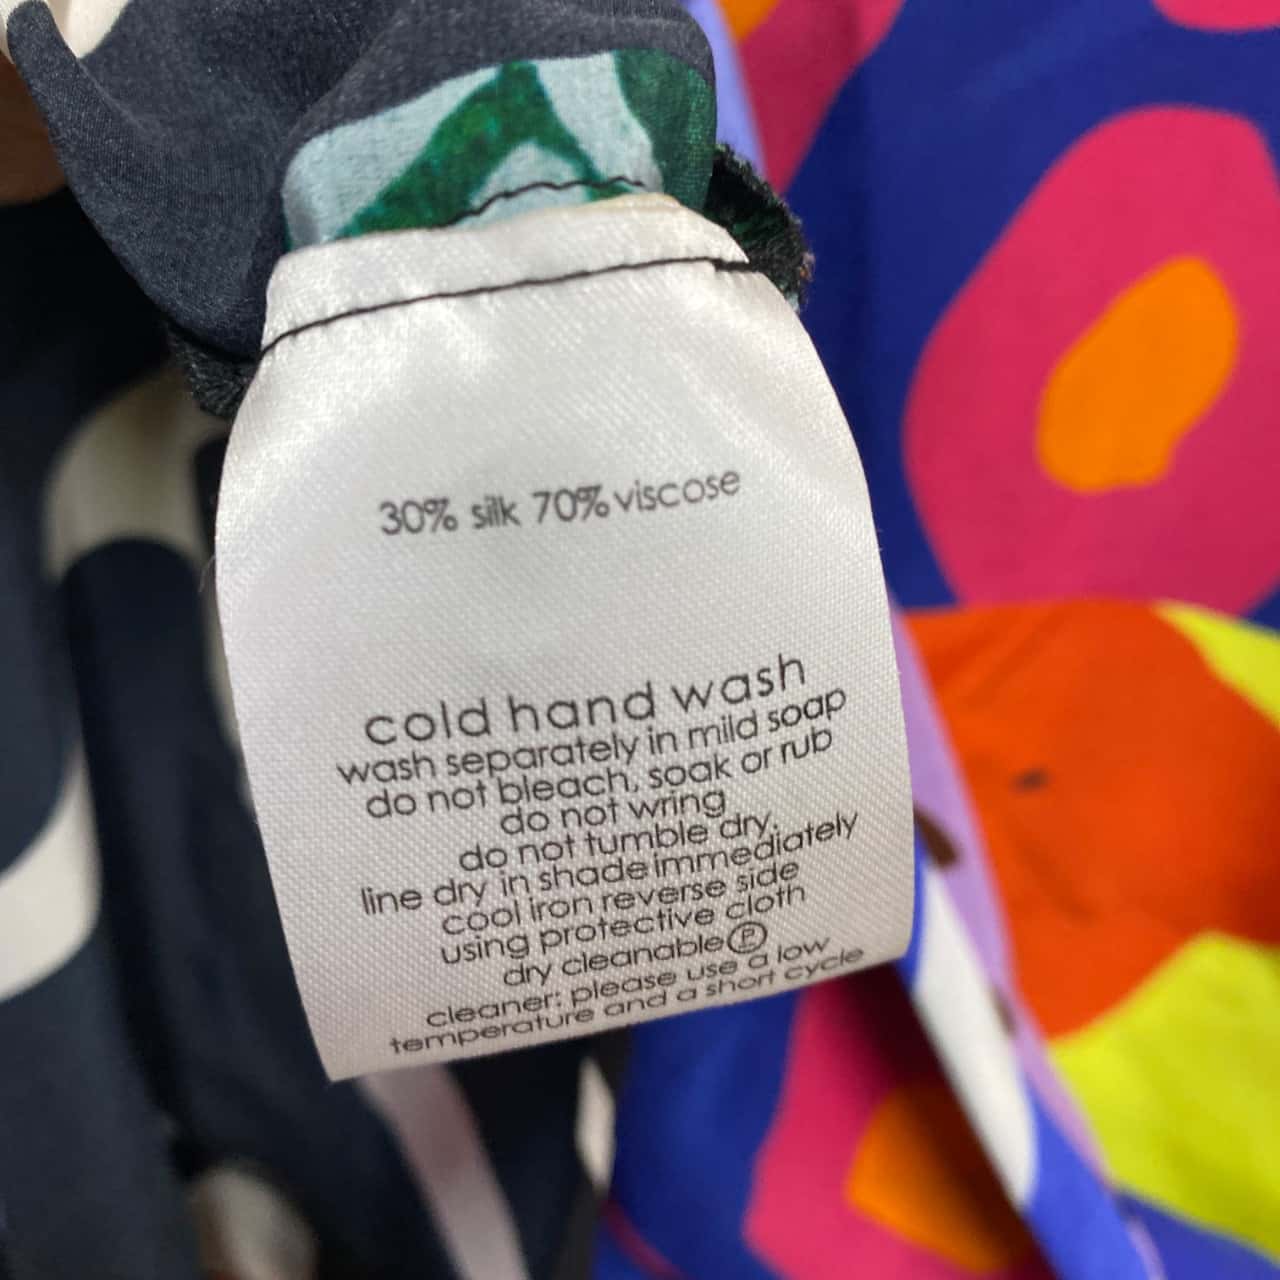 30% silk 70% viscose
cold hand wash
wash separately in mild soap
do not bleach, soak or rub
do not wring
do not tumble dry,
line dry in shade immediately
cool iron reverse side
using protective cloth
dry cleanable Ⓟ
cleaner: please use a low
temperature and a short cycle